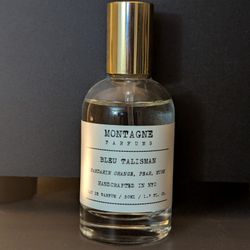 MONTAGNE
PARFUMS
BLEU TALISMAN
MANDARIN ORANGE, PEAR, MUSK
HANDCRAFTED IN NYC
EAU DE PARFUM / 50ML / 1.7 FL OZ.